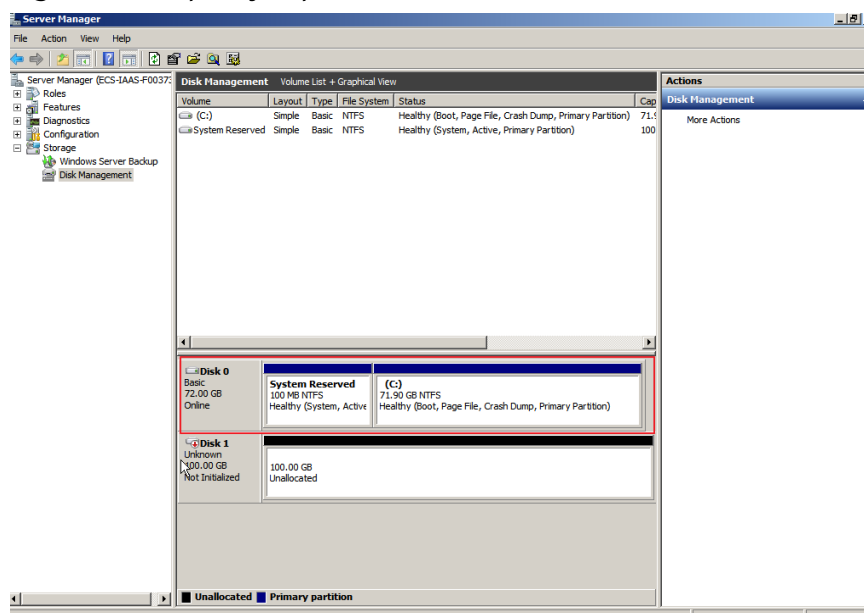 Server Manager
File Action View Help
Server Manager (ECS-IAAS-F0037
Roles
Features
Diagnostics
Configuration
Storage
Windows Server Backup
Disk Management
Disk Management Volume List + Graphical View
Volume Layout Type File System Status Cap
(C:) Simple Basic NTFS Healthy (Boot, Page File, Crash Dump, Primary Partition) 71.9
System Reserved Simple Basic NTFS Healthy (System, Active, Primary Partition) 100
Disk 0
Basic
72.00 GB
Online
System Reserved
100 MB NTFS
Healthy (System, Active
(C:)
71.90 GB NTFS
Healthy (Boot, Page File, Crash Dump, Primary Partition)
Disk 1
Unknown
100.00 GB
Not Initialized
100.00 GB
Unallocated
Unallocated Primary partition
Actions
Disk Management
More Actions